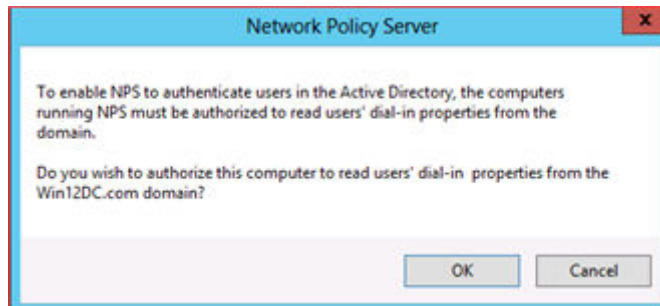 Network Policy Server
x
To enable NPS to authenticate users in the Active Directory, the computers
running NPS must be authorized to read users' dial-in properties from the
domain.
Do you wish to authorize this computer to read users' dial-in properties from the
Win12DC.com domain?
OK
Cancel